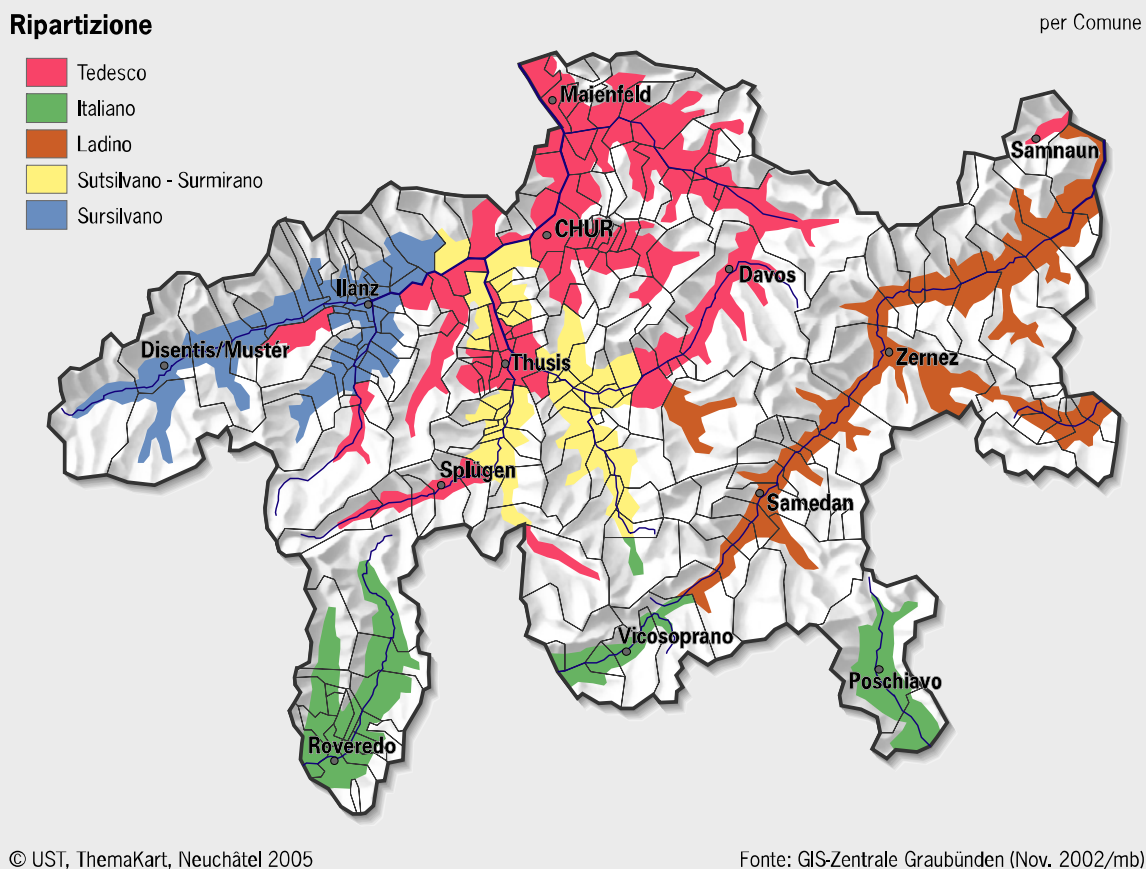 Ripartizione
per Comune
Tedesco
Italiano
Ladino
Sutsilvano - Surmirano
Sursilvano
Maienfeld
Samnaun
CHUR
Davos
Ilanz
Disentis/Mustér
Thusis
Zernez
Splügen
Samedan
Vicosoprano
Poschiavo
Roveredo
© UST, ThemaKart, Neuchâtel 2005
Fonte: GIS-Zentrale Graubünden (Nov. 2002/mb)